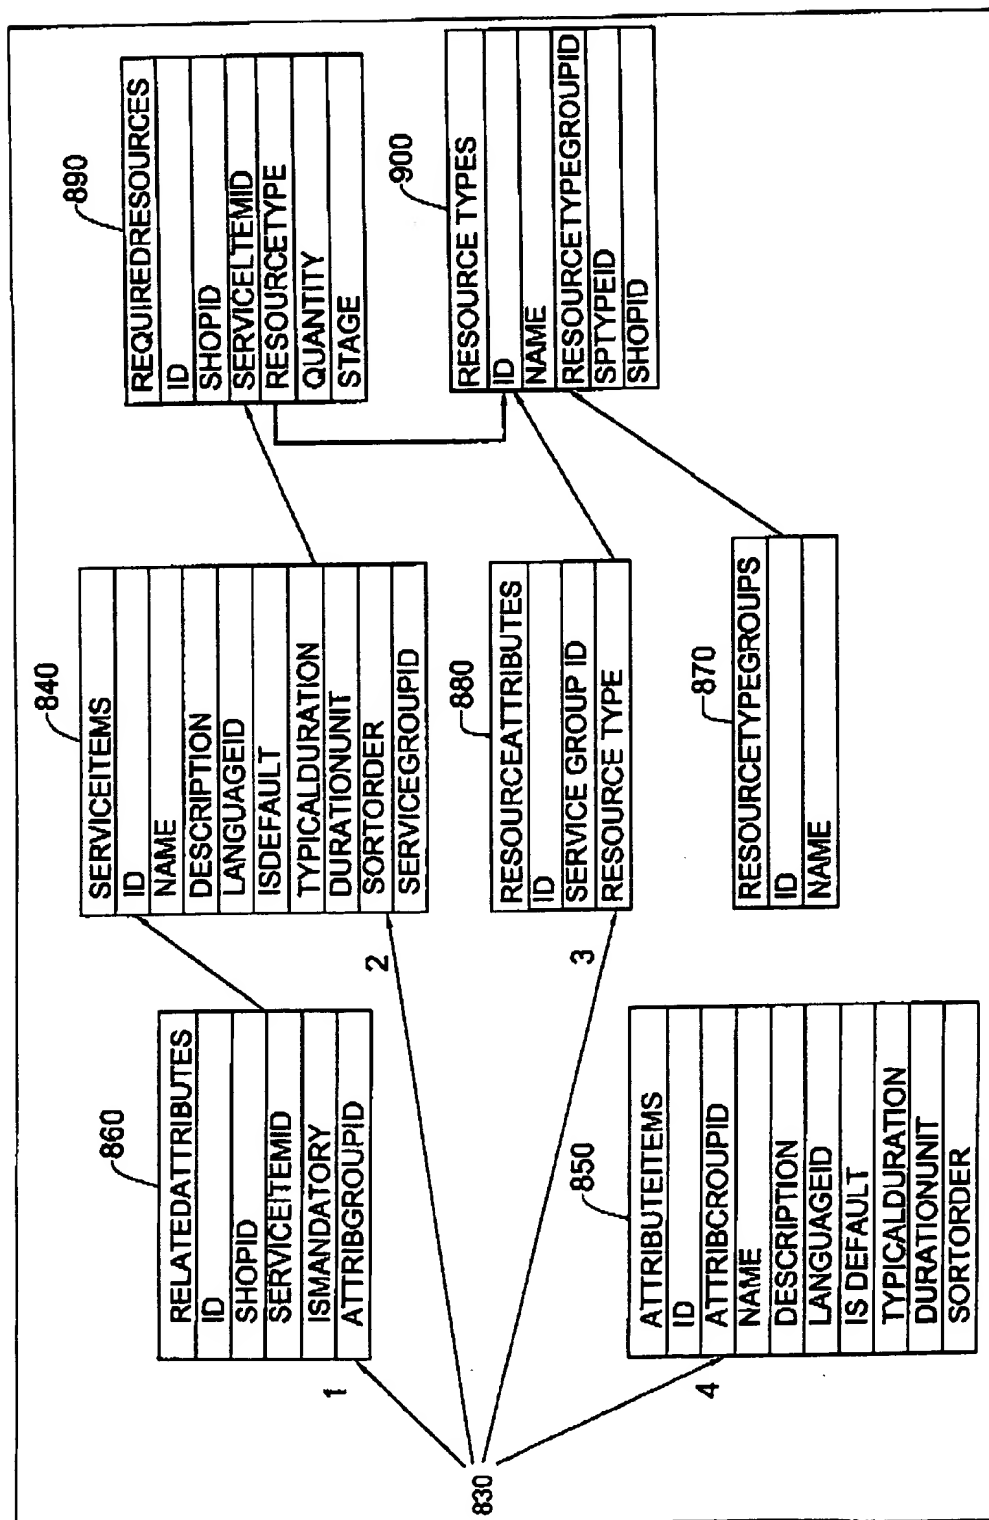 860
RELATEDATTRIBUTES
ID
SHOPID
SERVICEITEMID
ISMANDATORY
ATTRIBGROUPID
840
SERVICEITEMS
ID
NAME
DESCRIPTION
LANGUAGEID
ISDEFAULT
TYPICALDURATION
DURATIONUNIT
SORTORDER
SERVICEGROUPID
890
REQUIREDRESOURCES
ID
SHOPID
SERVICELTEMID
RESOURCETYPE
QUANTITY
STAGE
1
2
830
3
4
880
RESOURCEATTRIBUTES
ID
SERVICE GROUP ID
RESOURCE TYPE
900
RESOURCE TYPES
ID
NAME
RESOURCETYPEGROUPID
SPTYPEID
SHOPID
850
ATTRIBUTEITEMS
ID
ATTRIBCROUPID
NAME
DESCRIPTION
LANGUAGEID
IS DEFAULT
TYPICALDURATION
DURATIONUNIT
SORTORDER
870
RESOURCETYPEGROUPS
ID
NAME